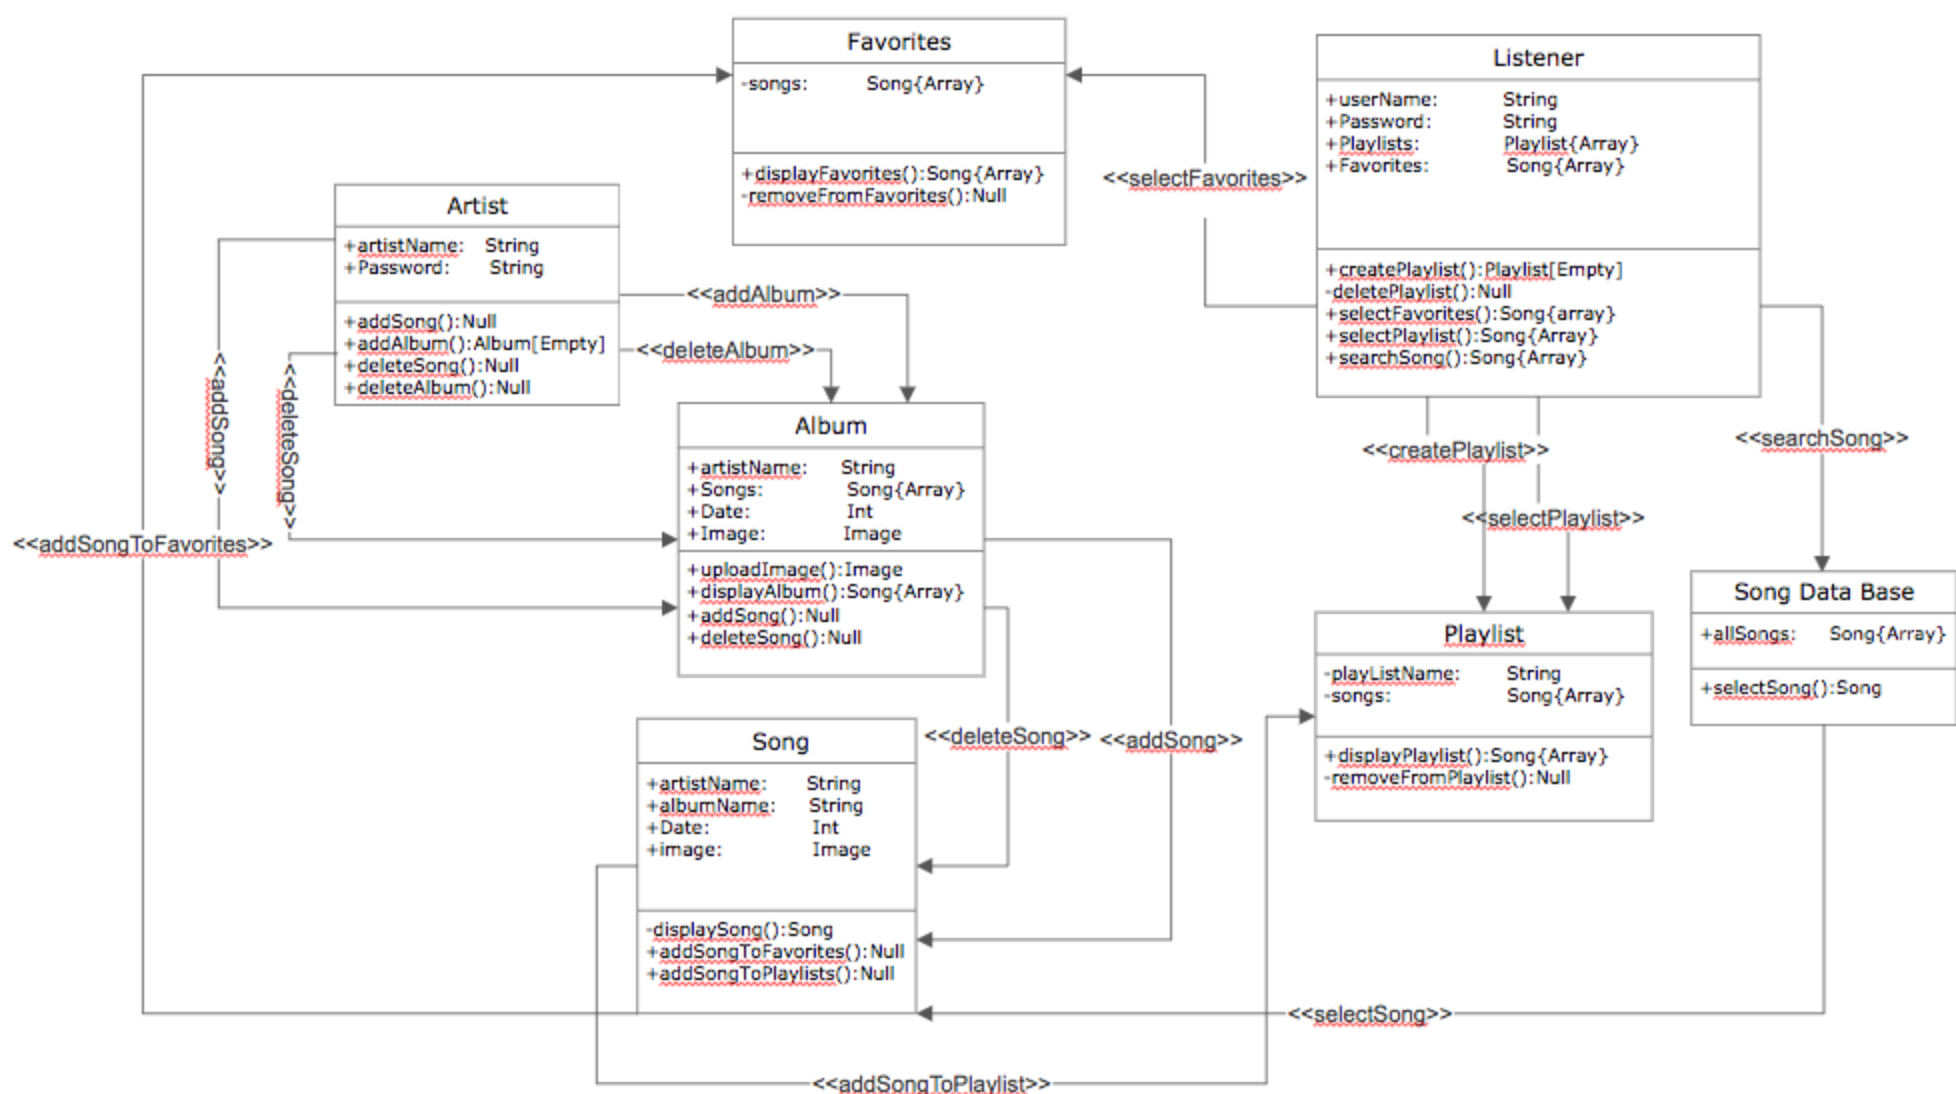 Favorites
-songs: Song{Array}
+displayFavorites():Song{Array}
-removeFromFavorites():Null
Listener
+userName: String
+Password: String
+Playlists: Playlist{Array}
+Favorites: Song{Array}
+createPlaylist():Playlist[Empty]
-deletePlaylist():Null
+selectFavorites():Song{array}
+selectPlaylist():Song{Array}
+searchSong():Song{Array}
<<selectFavorites>>
Artist
+artistName: String
+Password: String
+addSong():Null
+addAlbum():Album[Empty]
+deleteSong():Null
+deleteAlbum():Null
<<addAlbum>>
<<deleteAlbum>>
<<addSong>>
<<deleteSong>>
<<addSongToFavorites>>
Album
+artistName: String
+Songs: Song{Array}
+Date: Int
+Image: Image
+uploadImage():Image
+displayAlbum():Song{Array}
+addSong():Null
+deleteSong():Null
<<createPlaylist>>
<<selectPlaylist>>
<<searchSong>>
Song Data Base
+allSongs: Song{Array}
+selectSong():Song
Playlist
-playListName: String
-songs: Song{Array}
+displayPlaylist():Song{Array}
-removeFromPlaylist():Null
<<deleteSong>>
<<addSong>>
Song
+artistName: String
+albumName: String
+Date: Int
+image: Image
-displaySong():Song
+addSongToFavorites():Null
+addSongToPlaylists():Null
<<selectSong>>
<<addSongToPlaylist>>